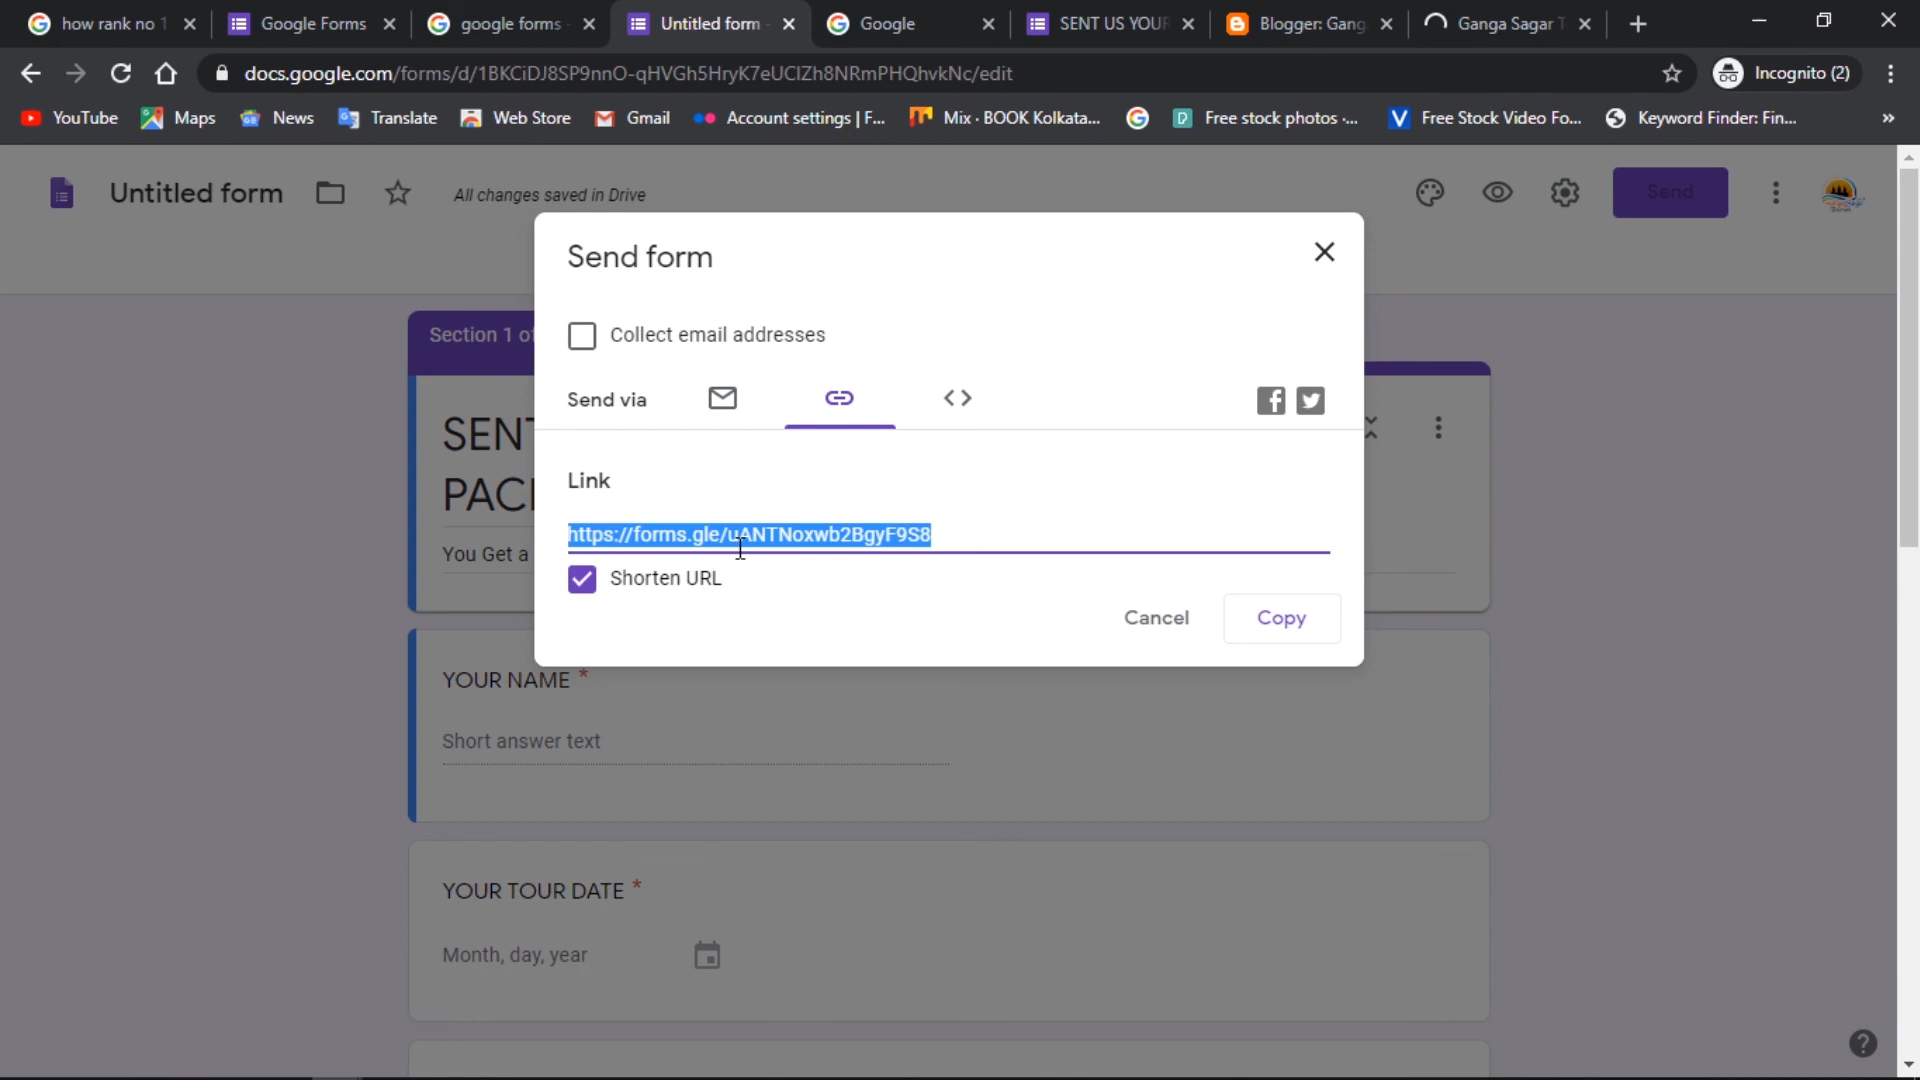 how rank no 1
Google Forms
google forms
Untitled form
Google
SENT US YOUR
Blogger: Gang
Ganga Sagar T
docs.google.com/forms/d/1BKCiDJ8SP9nnO-qHVGh5HryK7eUCIZh8NRmPHQhvkNc/edit
Incognito (2)
YouTube
Maps
News
Translate
Web Store
Gmail
Account settings | F...
Mix · BOOK Kolkata...
Free stock photos ·...
Free Stock Video Fo...
Keyword Finder: Fin...
»
Untitled form
All changes saved in Drive
Send
Send form
Collect email addresses
Send via
Link
https://forms.gle/uANTNoxwb2BgyF9S8
Shorten URL
Cancel
Copy
Section 1 of
SENT
PACK
You Get a
YOUR NAME *
Short answer text
YOUR TOUR DATE *
Month, day, year